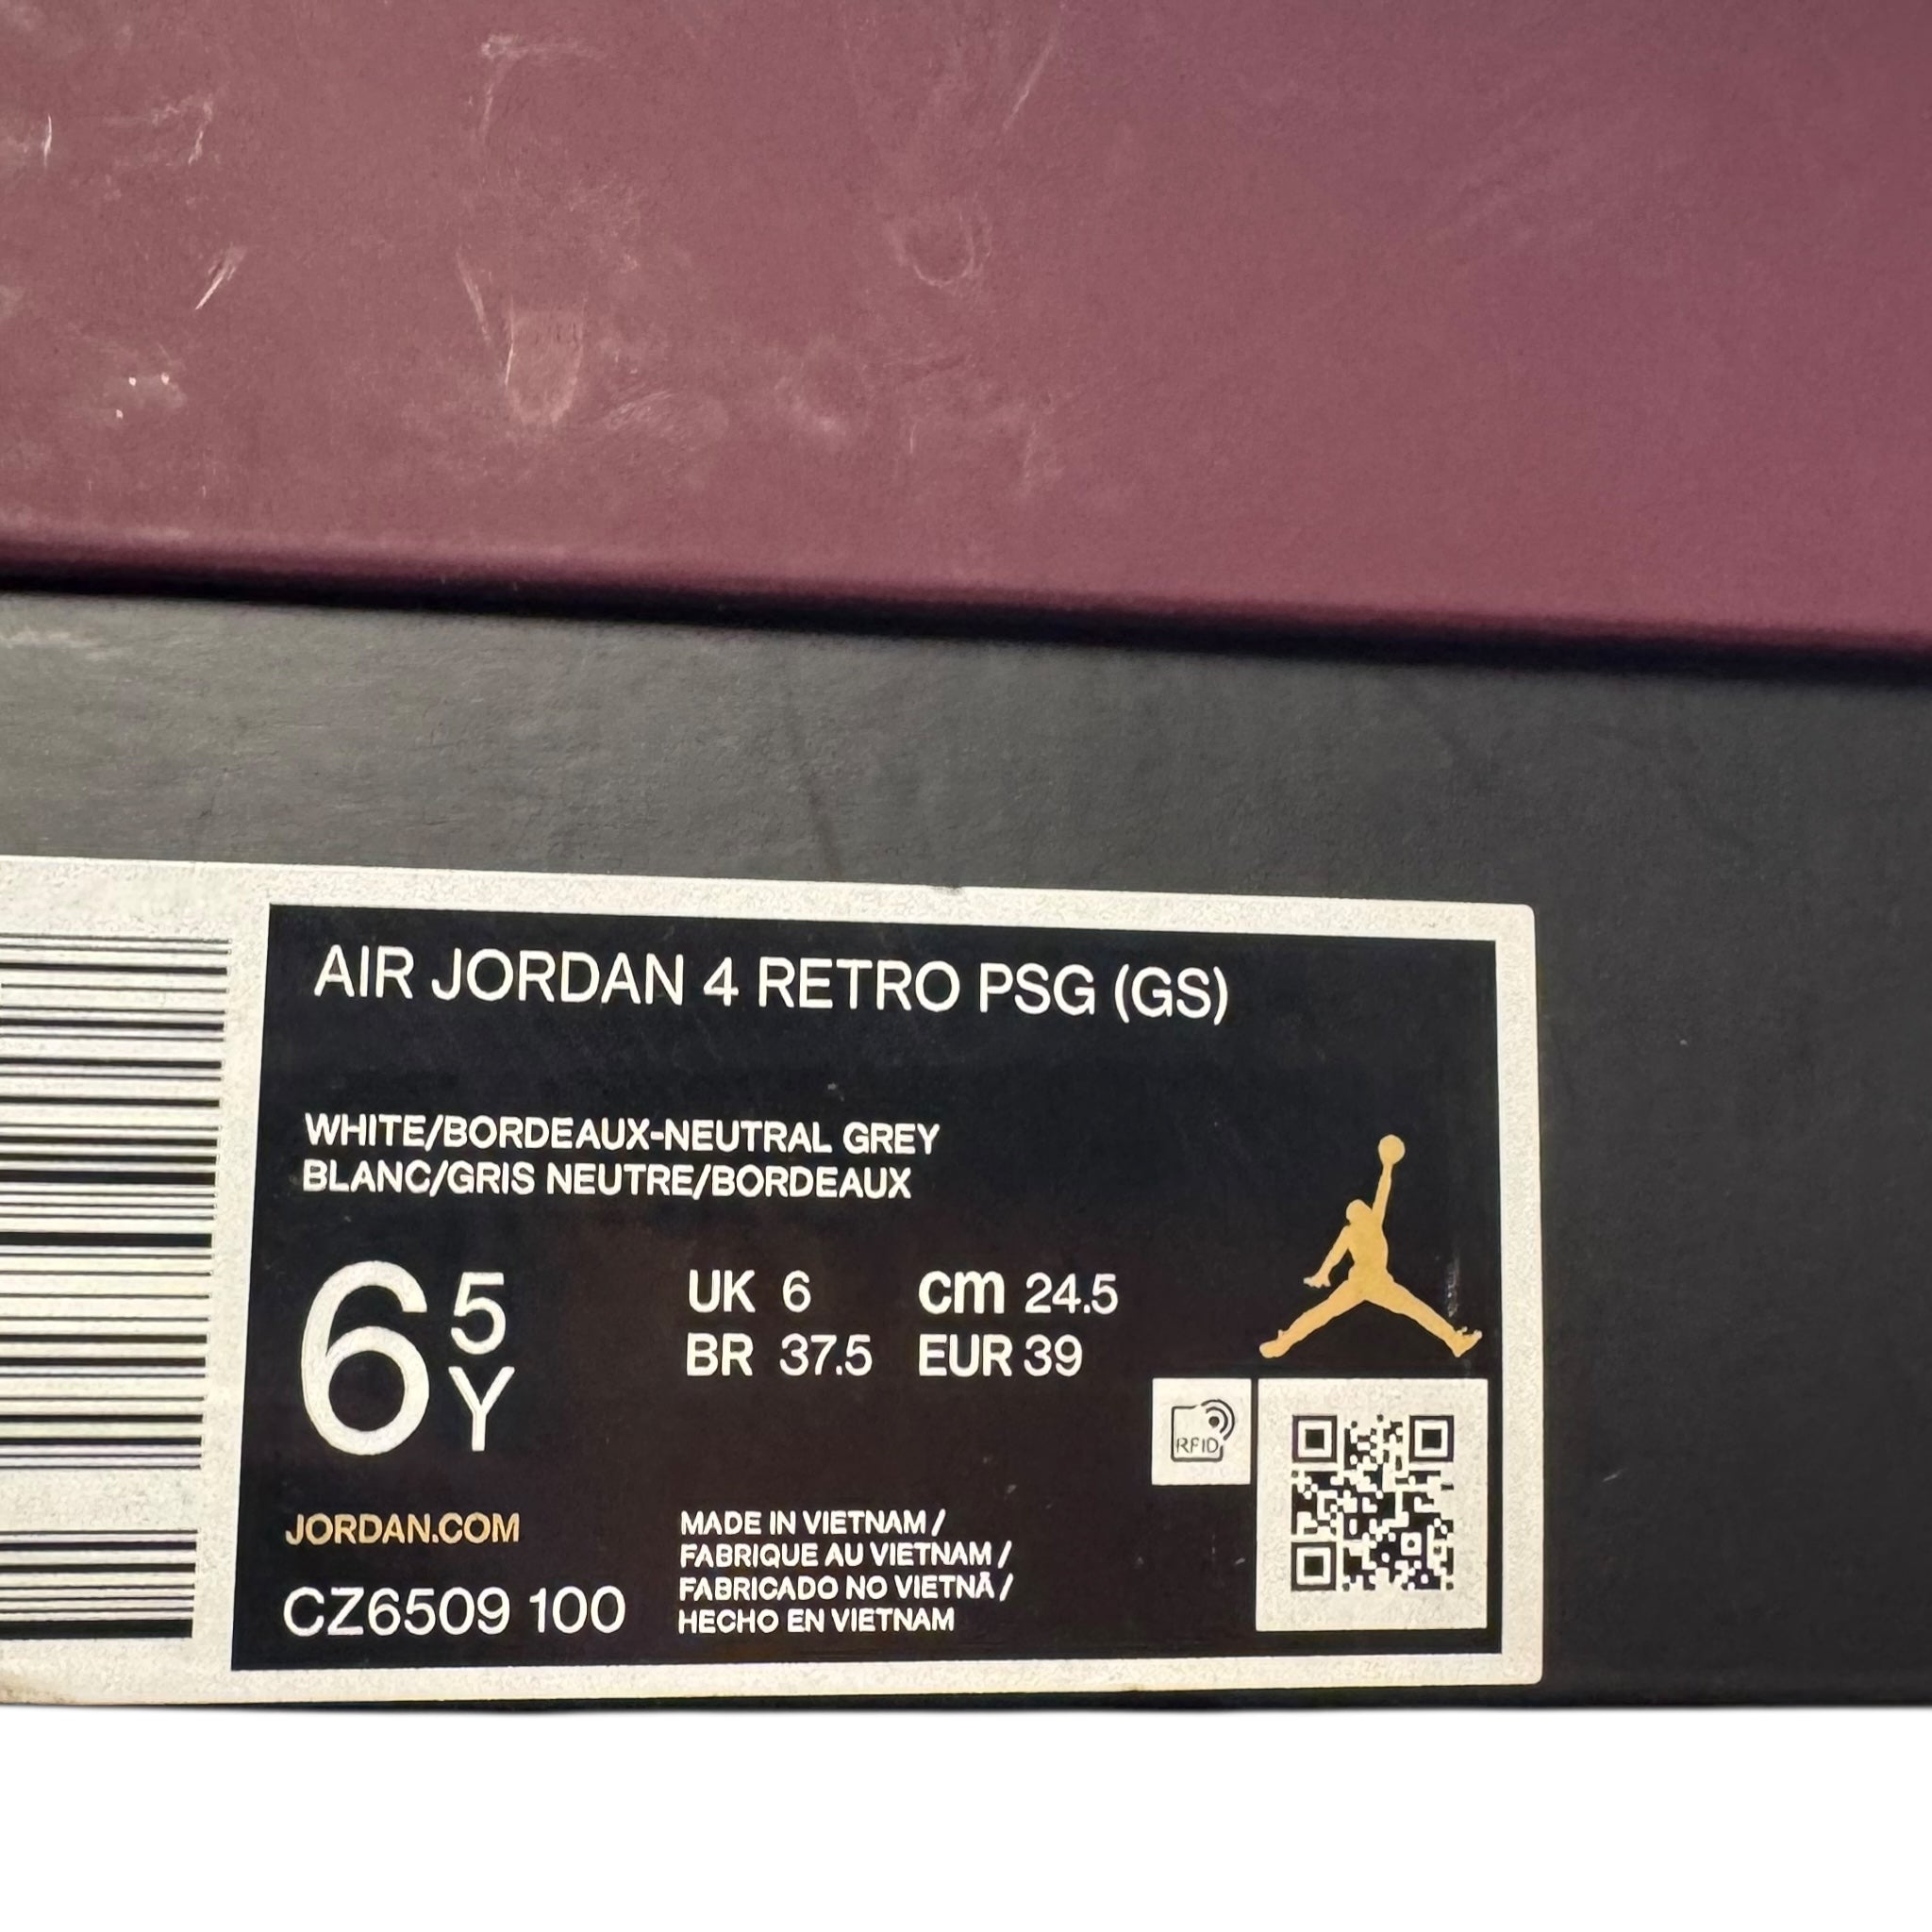 AIR JORDAN 4 RETRO PSG (GS)
WHITE/BORDEAUX-NEUTRAL GREY
BLANC/GRIS NEUTRE/BORDEAUX
6 5
Y
UK 6 cm 24.5
BR 37.5 EUR 39
RFID
JORDAN.COM
CZ6509 100
MADE IN VIETNAM /
FABRIQUE AU VIETNAM /
FABRICADO NO VIETNÃ /
HECHO EN VIETNAM